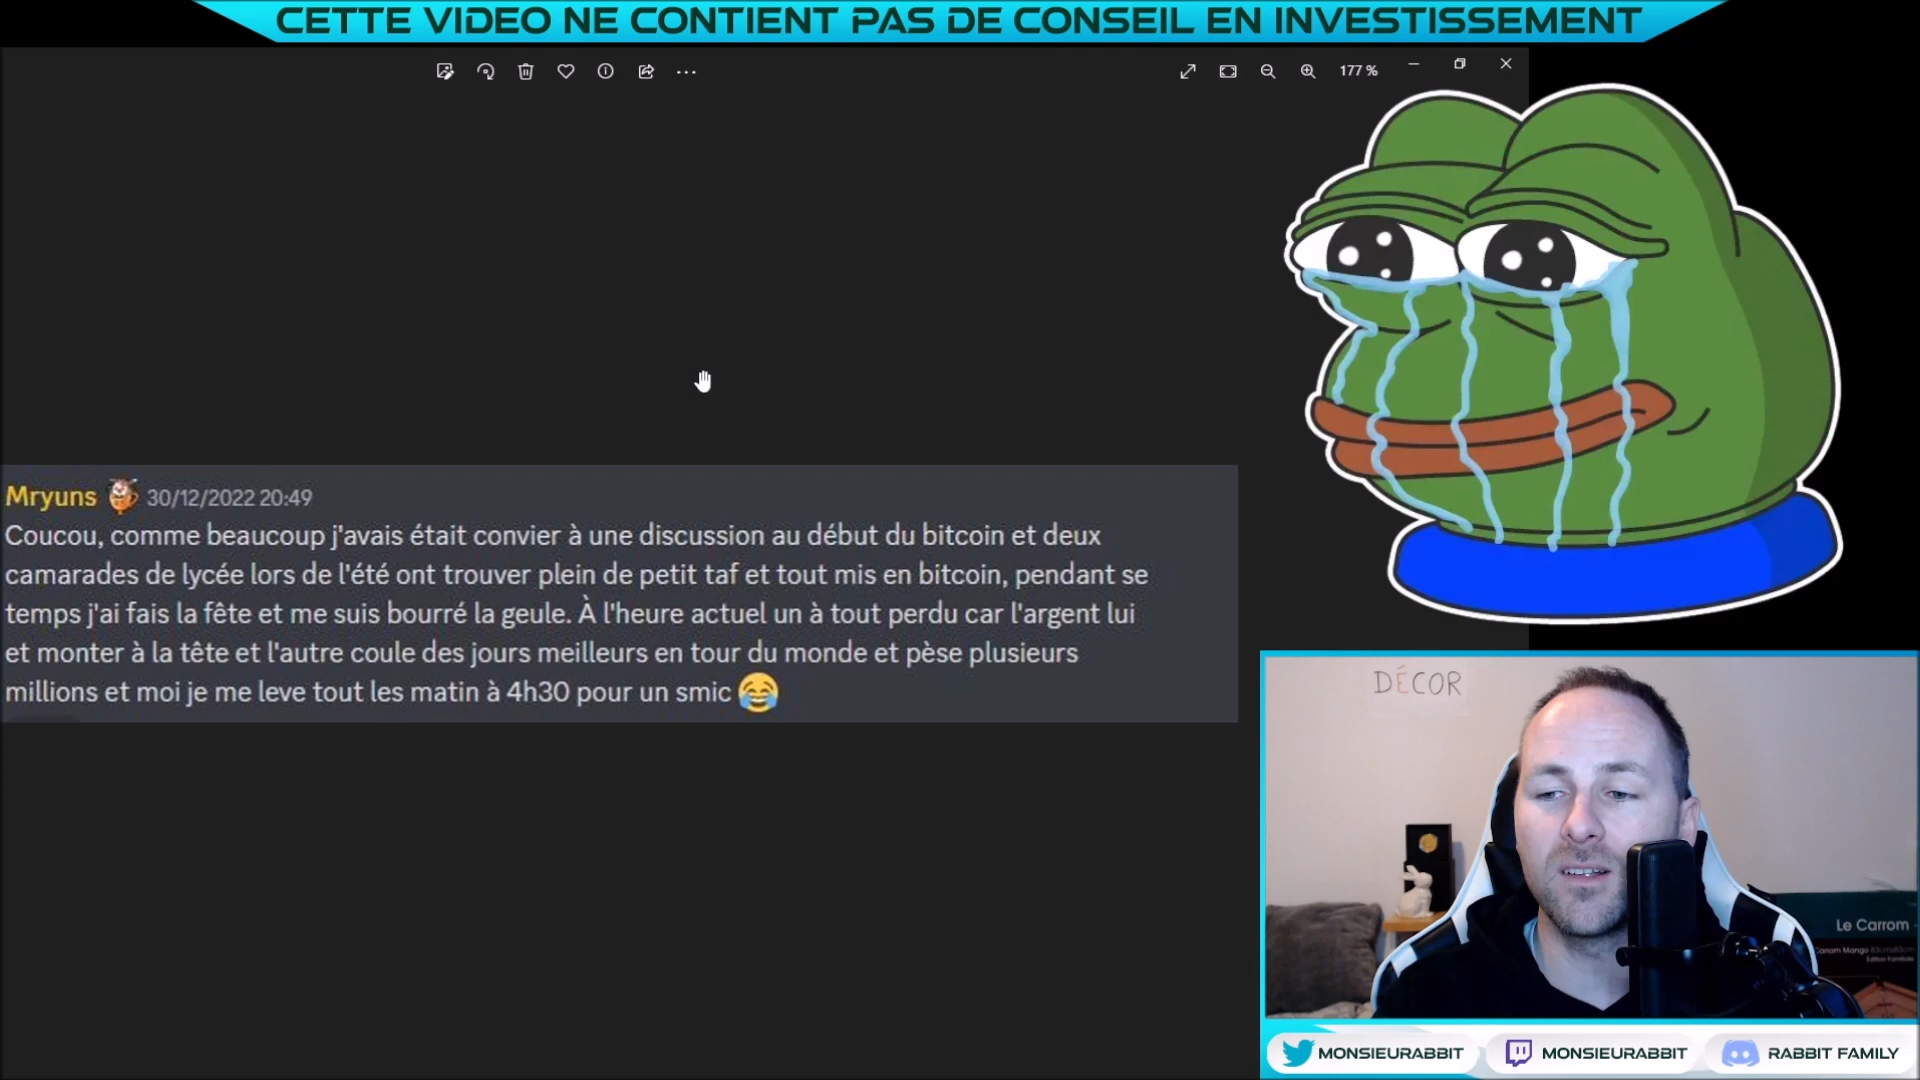 CETTE VIDEO NE CONTIENT PAS DE CONSEIL EN INVESTISSEMENT
177 %
Mryuns 30/12/2022 20:49
Coucou, comme beaucoup j'avais était convier à une discussion au début du bitcoin et deux
camarades de lycée lors de l'été ont trouver plein de petit taf et tout mis en bitcoin, pendant se
temps j'ai fais la fête et me suis bourré la geule. À l'heure actuel un à tout perdu car l'argent lui
et monter à la tête et l'autre coule des jours meilleurs en tour du monde et pèse plusieurs
millions et moi je me leve tout les matin à 4h30 pour un smic 😂
DÉCOR
Le Carrom
Carrom Mango
Édition Familiale
MONSIEURABBIT
MONSIEURABBIT
RABBIT FAMILY